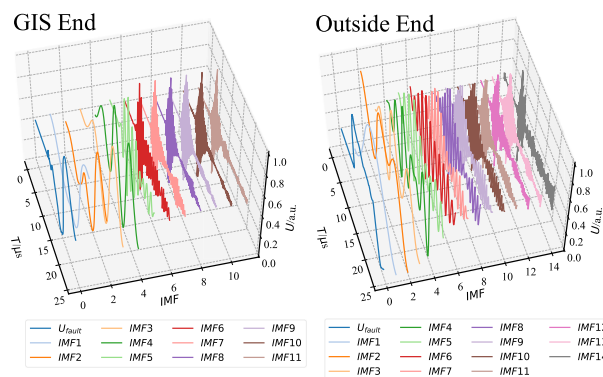 GIS End
Outside End
0
5
10
15
20
25
T/μs
0
2
4
6
8
10
IMF
0.0
0.2
0.4
0.6
0.8
1.0
U/a.u.
0
5
10
15
20
25
T/μs
0
2
4
6
8
10
12
14
IMF
0.0
0.2
0.4
0.6
0.8
1.0
U/a.u.
Ufault IMF3 IMF6 IMF9
IMF1 IMF4 IMF7 IMF10
IMF2 IMF5 IMF8 IMF11
Ufault IMF4 IMF8
IMF1 IMF5 IMF9
IMF2 IMF6 IMF10
IMF3 IMF7 IMF11